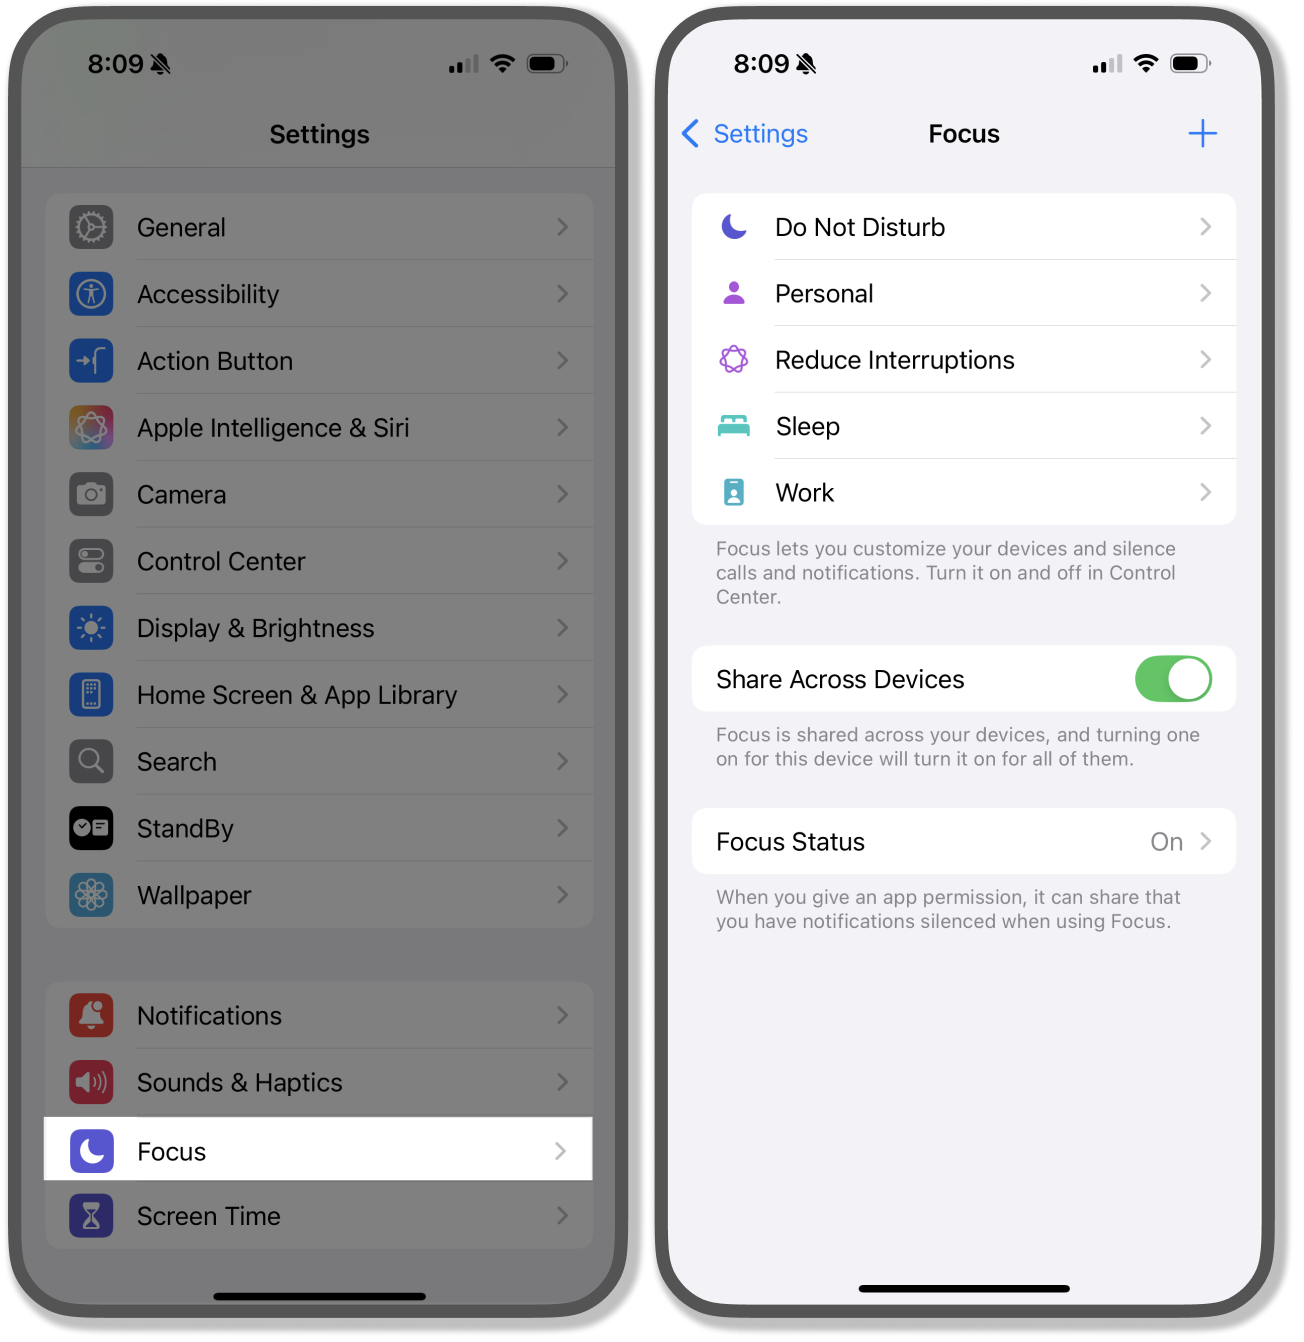 8:09
Settings
General
Accessibility
Action Button
Apple Intelligence & Siri
Camera
Control Center
Display & Brightness
Home Screen & App Library
Search
StandBy
Wallpaper
Notifications
Sounds & Haptics
Focus
Screen Time
8:09
Settings
Focus
Do Not Disturb
Personal
Reduce Interruptions
Sleep
Work
Focus lets you customize your devices and silence
calls and notifications. Turn it on and off in Control
Center.
Share Across Devices
Focus is shared across your devices, and turning one
on for this device will turn it on for all of them.
Focus Status On
When you give an app permission, it can share that
you have notifications silenced when using Focus.